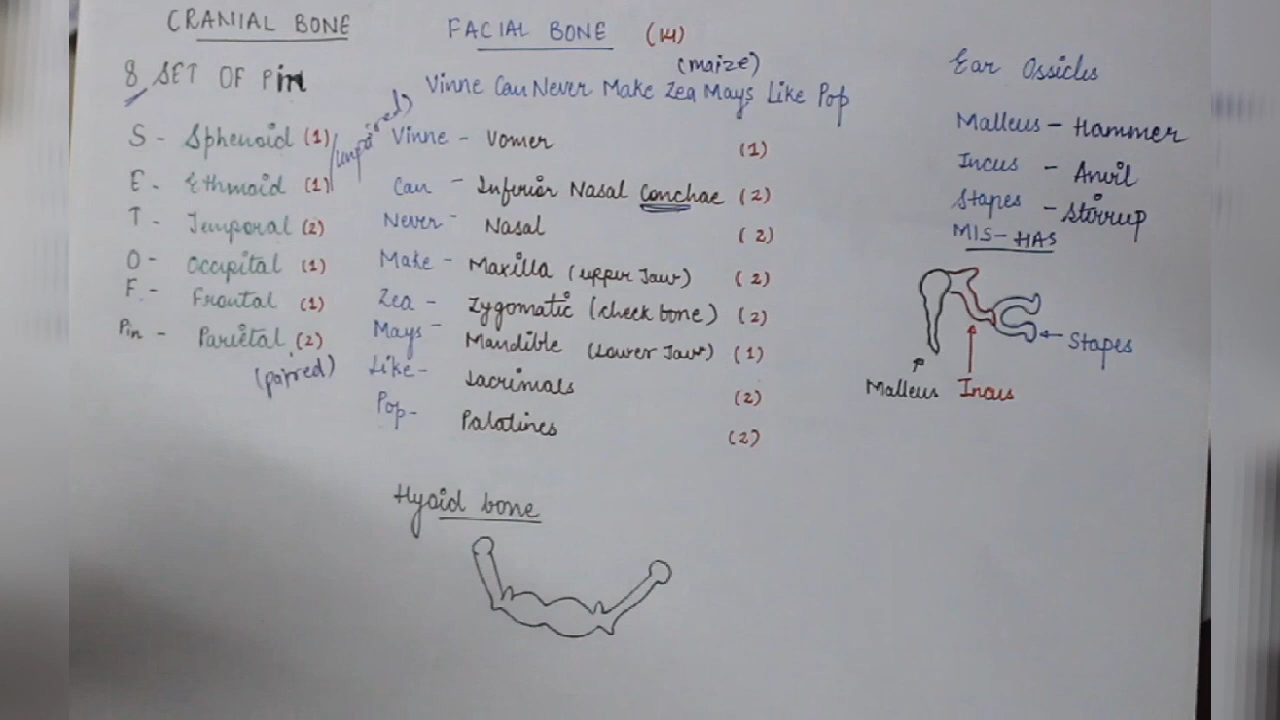 CRANIAL BONE
8 SET OF Pin
S - Sphenoid (1)
E - Ethmoid (1)
(unpaired)
T - Temporal (2)
O - Occipital (1)
F - Frontal (1)
Pin - Parietal (2)
(paired)
FACIAL BONE (14)
(maize)
Vinne Can Never Make Zea Mays Like Pop
Vinne - Vomer (1)
Can - Inferior Nasal Conchae (2)
Never - Nasal (2)
Make - Maxilla (upper Jaw) (2)
Zea - Zygomatic (cheek bone) (2)
Mays - Mandible (Lower Jaw) (1)
Like - Lacrimals (2)
Pop - Palatines (2)
Ear Ossicles
Malleus - Hammer
Incus - Anvil
Stapes - Stirrup
MIS - HAS
Stapes
Malleus Incus
Hyoid bone